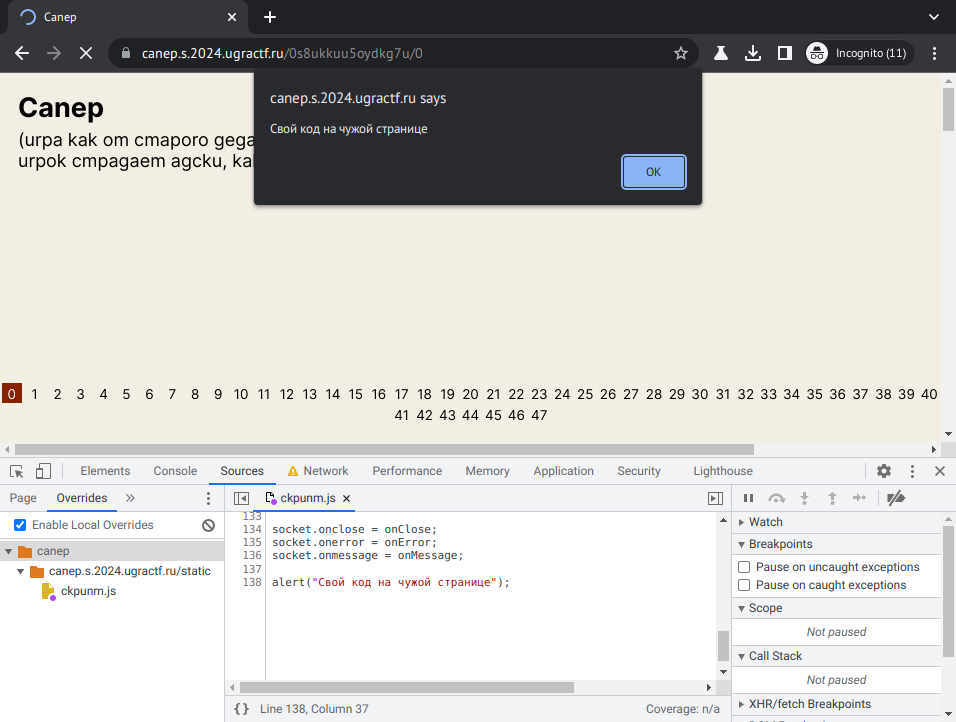 Сапер
canep.s.2024.ugractf.ru/0s8ukkuu5oydkg7u/0
Incognito (11)
canep.s.2024.ugractf.ru says
Свой код на чужой странице
OK
Canep
(urpa kak om cmaporo gega
urpok cmpagaem agcku, kal
0 1 2 3 4 5 6 7 8 9 10 11 12 13 14 15 16 17 18 19 20 21 22 23 24 25 26 27 28 29 30 31 32 33 34 35 36 37 38 39 40
41 42 43 44 45 46 47
Elements Console Sources Network Performance Memory Application Security Lighthouse
Page Overrides » ckpunm.js
Enable Local Overrides
canep
canep.s.2024.ugractf.ru/static
ckpunm.js
133
134 socket.onclose = onClose;
135 socket.onerror = onError;
136 socket.onmessage = onMessage;
137
138 alert("Свой код на чужой странице");
{} Line 138, Column 37 Coverage: n/a
Watch
Breakpoints
Pause on uncaught exceptions
Pause on caught exceptions
Scope
Not paused
Call Stack
Not paused
XHR/fetch Breakpoints